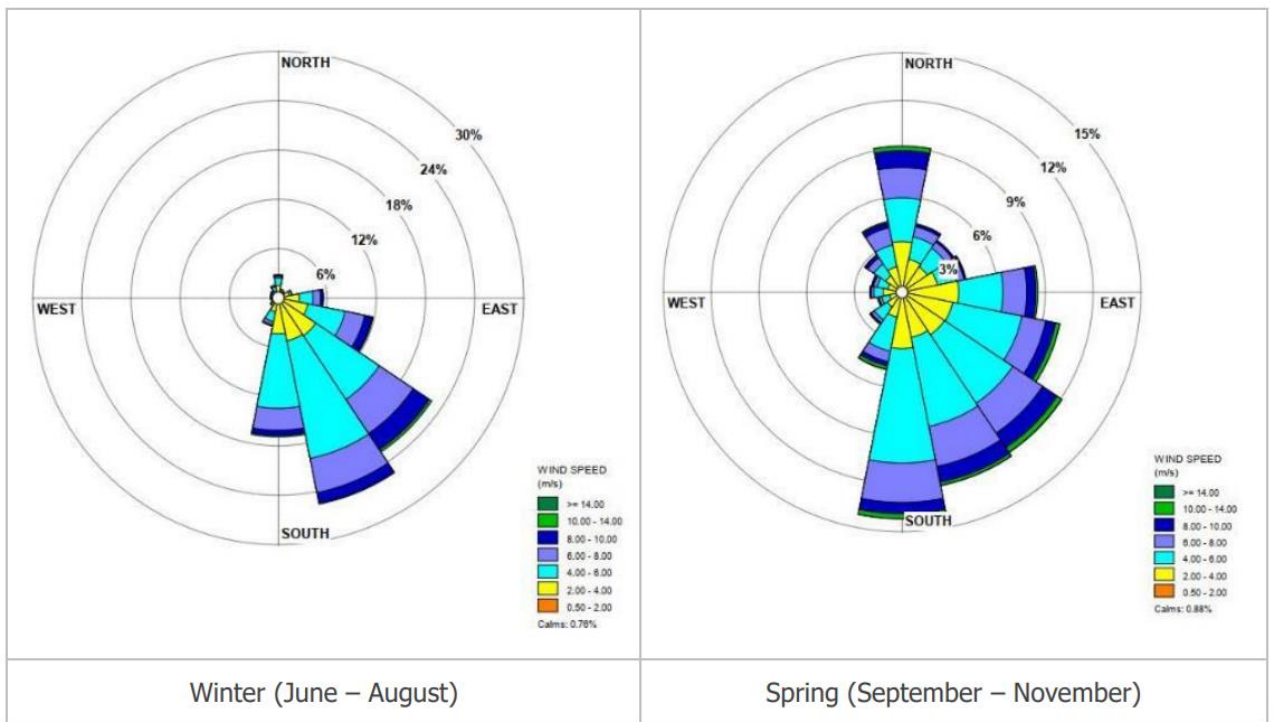 NORTH
30%
24%
18%
12%
6%
WEST
EAST
SOUTH
WIND SPEED
(m/s)
>= 14.00
10.00 - 14.00
8.00 - 10.00
6.00 - 8.00
4.00 - 6.00
2.00 - 4.00
0.50 - 2.00
Calms: 0.76%
Winter (June – August)
NORTH
15%
12%
9%
6%
3%
WEST
EAST
SOUTH
WIND SPEED
(m/s)
>= 14.00
10.00 - 14.00
8.00 - 10.00
6.00 - 8.00
4.00 - 6.00
2.00 - 4.00
0.50 - 2.00
Calms: 0.88%
Spring (September – November)